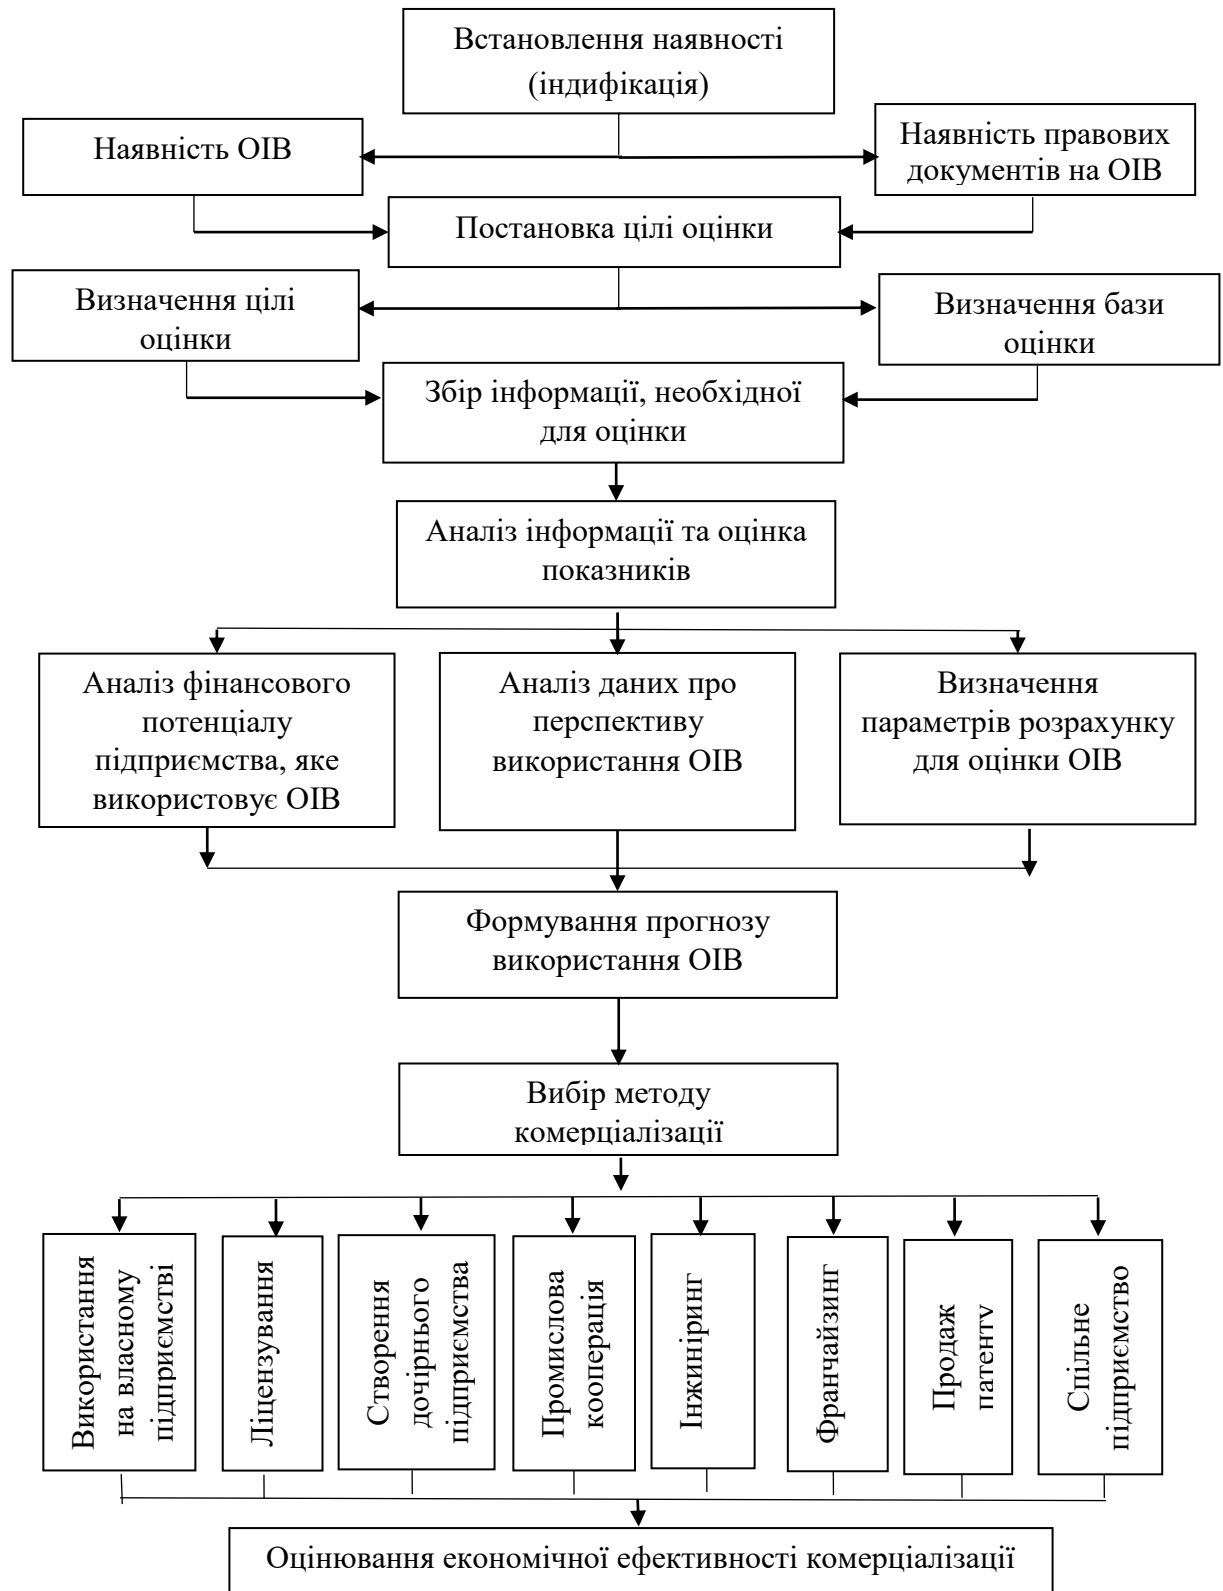 Встановлення наявності
(індифікація)
Наявність ОІВ
Наявність правових
документів на ОІВ
Постановка цілі оцінки
Визначення цілі
оцінки
Визначення бази
оцінки
Збір інформації, необхідної
для оцінки
Аналіз інформації та оцінка
показників
Аналіз фінансового
потенціалу
підприємства, яке
використовує ОІВ
Аналіз даних про
перспективу
використання ОІВ
Визначення
параметрів розрахунку
для оцінки ОІВ
Формування прогнозу
використання ОІВ
Вибір методу
комерціалізації
Використання
на власному
підприємстві
Ліцензування
Створення
дочірнього
підприємства
Промислова
кооперація
Інжиніринг
Франчайзинг
Продаж
патенту
Спільне
підприємство
Оцінювання економічної ефективності комерціалізації